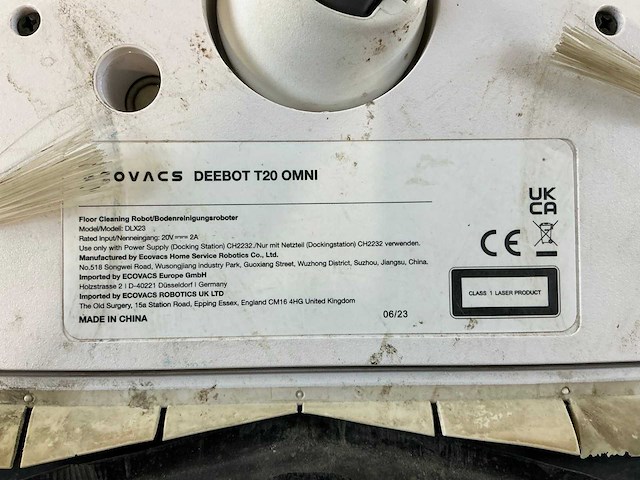 ECOVACS DEEBOT T20 OMNI
Floor Cleaning Robot/Bodenreinigungsroboter
Model/Modell: DLX23
Rated Input/Nenneingang: 20V⎓ 2A
Use only with Power Supply (Docking Station) CH2232./Nur mit Netzteil (Dockingstation) CH2232 verwenden.
Manufactured by Ecovacs Home Service Robotics Co., Ltd.
No.518 Songwei Road, Wusongjiang Industry Park, Guoxiang Street, Wuzhong District, Suzhou, Jiangsu, China.
Imported by ECOVACS Europe GmbH
Holzstrasse 2 I D-40221 Düsseldorf I Germany
Imported by ECOVACS ROBOTICS UK LTD
The Old Surgery, 15a Station Road, Epping Essex, England CM16 4HG United Kingdom
MADE IN CHINA
06/23
UK
CA
CE
CLASS 1 LASER PRODUCT